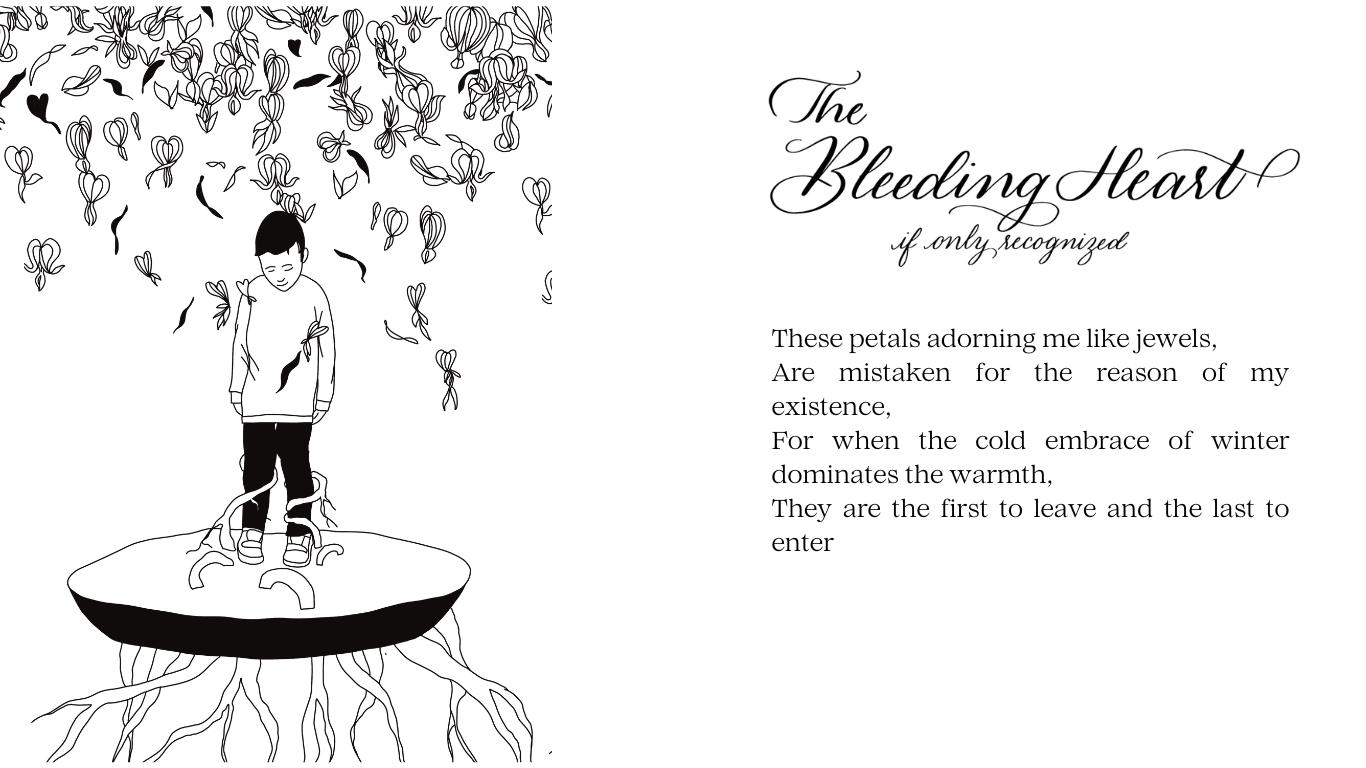 The
Bleeding Heart
if only recognized
These petals adorning me like jewels,
Are mistaken for the reason of my
existence,
For when the cold embrace of winter
dominates the warmth,
They are the first to leave and the last to
enter